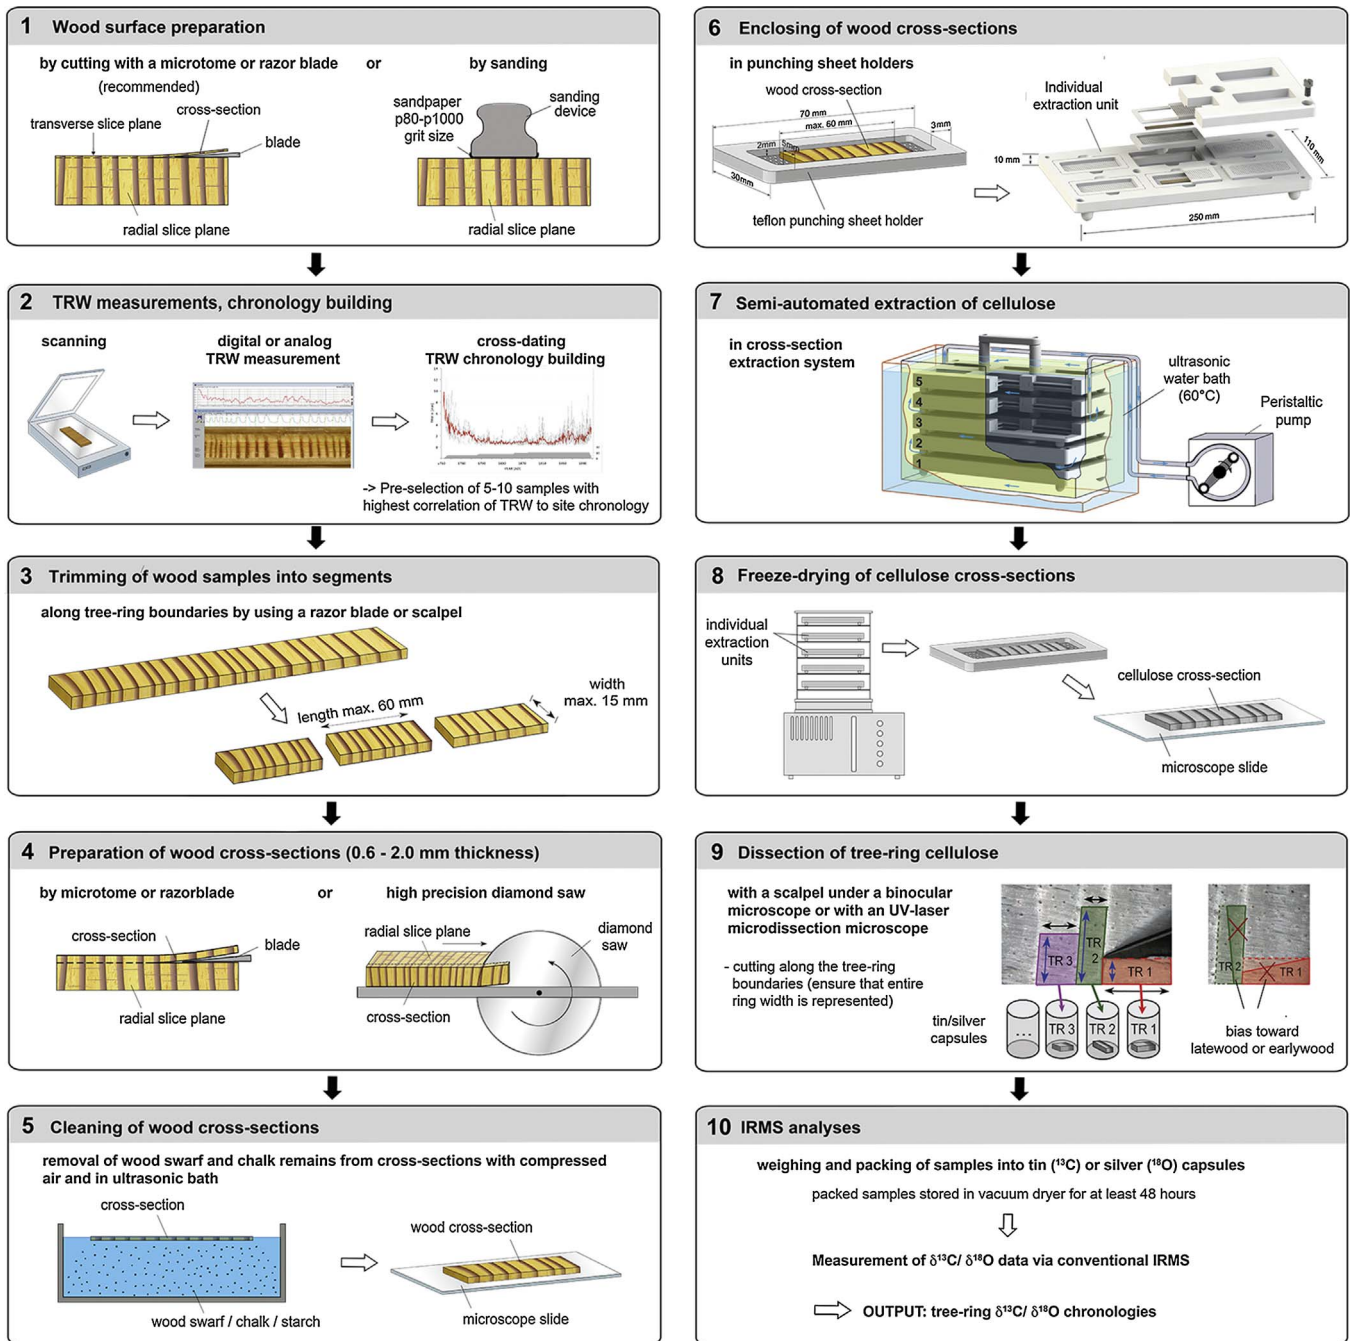 1 Wood surface preparation
by cutting with a microtome or razor blade
(recommended)
or
by sanding
cross-section
transverse slice plane
blade
radial slice plane
sandpaper
p80-p1000
grit size
sanding
device
radial slice plane
2 TRW measurements, chronology building
scanning
digital or analog
TRW measurement
cross-dating
TRW chronology building
-> Pre-selection of 5-10 samples with
highest correlation of TRW to site chronology
3 Trimming of wood samples into segments
along tree-ring boundaries by using a razor blade or scalpel
length max. 60 mm
width
max. 15 mm
4 Preparation of wood cross-sections (0.6 - 2.0 mm thickness)
by microtome or razorblade
or
high precision diamond saw
cross-section
blade
radial slice plane
radial slice plane
diamond
saw
cross-section
5 Cleaning of wood cross-sections
removal of wood swarf and chalk remains from cross-sections with compressed
air and in ultrasonic bath
cross-section
wood swarf / chalk / starch
wood cross-section
microscope slide
6 Enclosing of wood cross-sections
in punching sheet holders
wood cross-section
70 mm
max. 60 mm
3mm
2mm
5mm
30mm
teflon punching sheet holder
Individual
extraction unit
10 mm
110 mm
250 mm
7 Semi-automated extraction of cellulose
in cross-section
extraction system
5
4
3
2
1
ultrasonic
water bath
(60°C)
Peristaltic
pump
8 Freeze-drying of cellulose cross-sections
individual
extraction
units
cellulose cross-section
microscope slide
9 Dissection of tree-ring cellulose
with a scalpel under a binocular
microscope or with an UV-laser
microdissection microscope
- cutting along the tree-ring
boundaries (ensure that entire
ring width is represented)
TR 3
TR
2
TR 1
tin/silver
capsules
...
TR 3
TR 2
TR 1
TR 2
TR 1
bias toward
latewood or earlywood
10 IRMS analyses
weighing and packing of samples into tin (¹³C) or silver (¹⁸O) capsules
packed samples stored in vacuum dryer for at least 48 hours
Measurement of δ¹³C/ δ¹⁸O data via conventional IRMS
OUTPUT: tree-ring δ¹³C/ δ¹⁸O chronologies